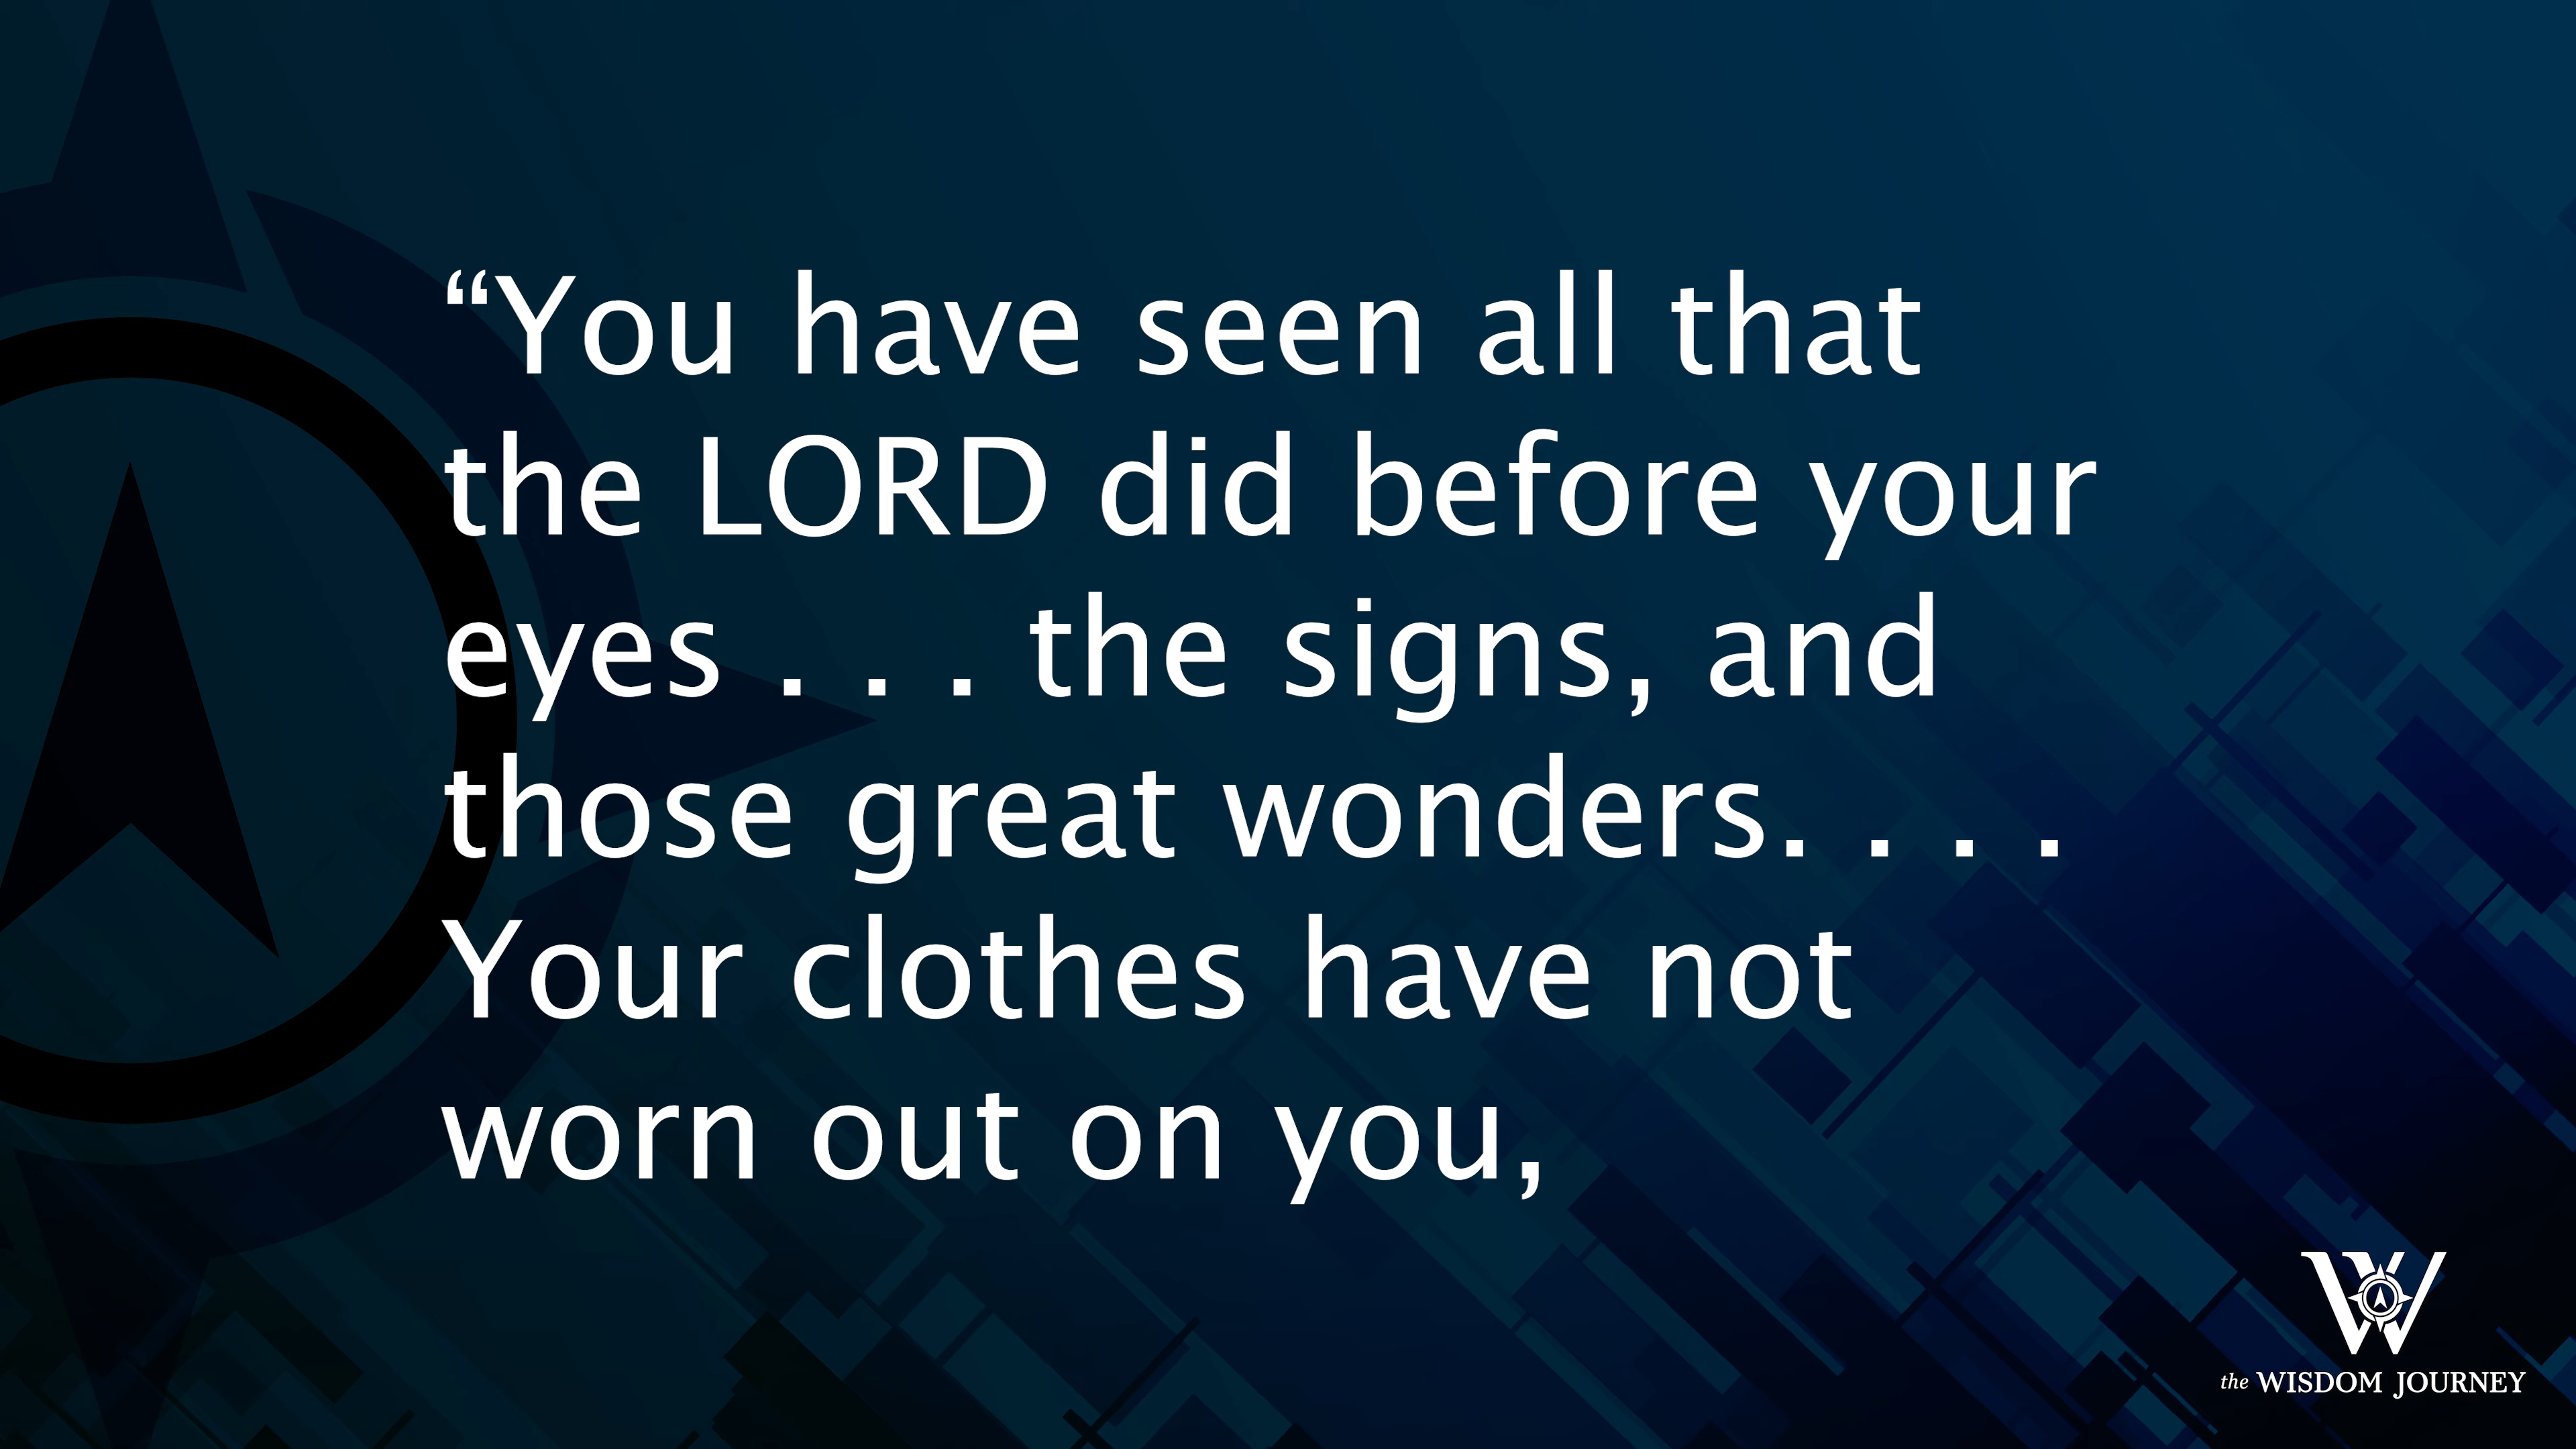 “You have seen all that
the LORD did before your
eyes . . . the signs, and
those great wonders. . . .
Your clothes have not
worn out on you,
W
the WISDOM JOURNEY